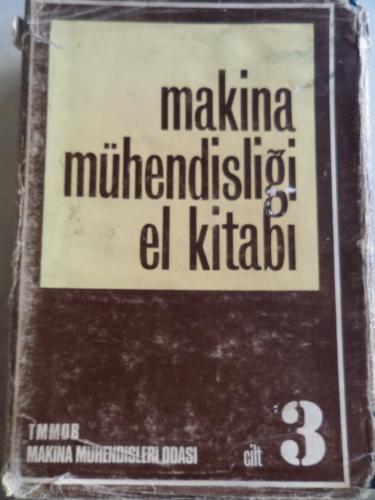 makina
mühendisliği
el kitabı
TMMOB
MAKINA MÜHENDISLERI ODASI
cilt 3